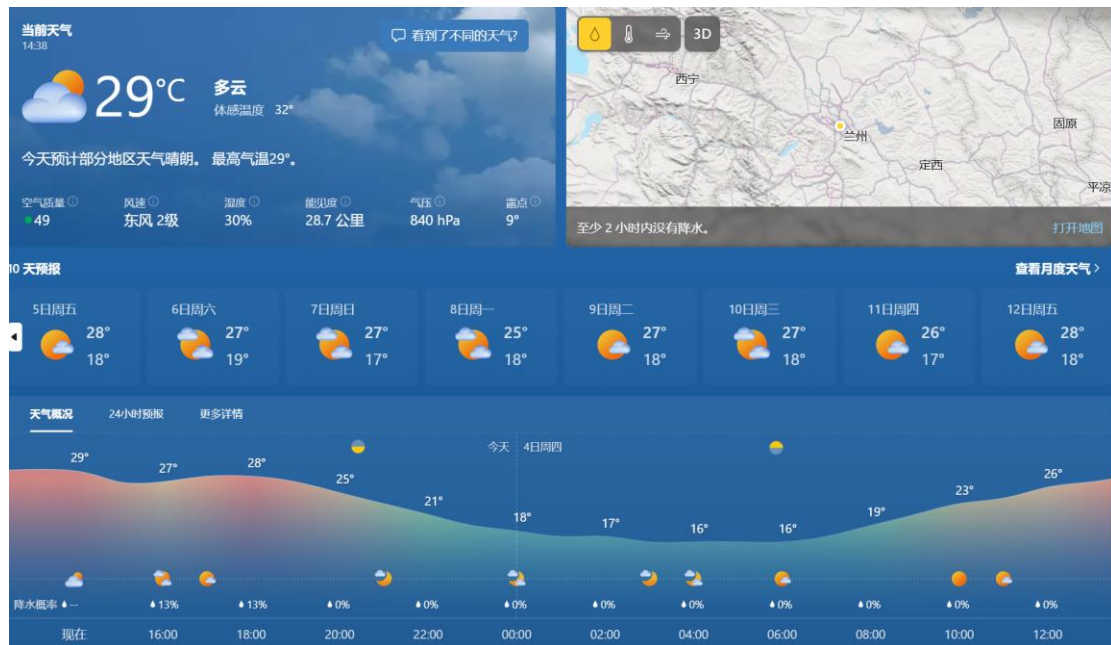 当前天气
14:38
看到了不同的天气?
29°C
多云
体感温度 32°
今天预计部分地区天气晴朗。 最高气温29°。
空气质量 风速 湿度 能见度 气压 露点
49 东风 2级 30% 28.7 公里 840 hPa 9°
3D
西宁
兰州
固原
定西
平凉
至少 2 小时内没有降水。
打开地图
10 天预报
查看月度天气 >
5日周五 6日周六 7日周日 8日周一 9日周二 10日周三 11日周四 12日周五
28° 27° 27° 25° 27° 27° 26° 28°
18° 19° 17° 18° 18° 18° 17° 18°
天气概况 24小时预报 更多详情
今天 4日周四
29° 27° 28° 25° 21° 18° 17° 16° 16° 19° 23° 26°
降水概率 -- 13% 13% 0% 0% 0% 0% 0% 0% 0% 0% 0%
现在 16:00 18:00 20:00 22:00 00:00 02:00 04:00 06:00 08:00 10:00 12:00